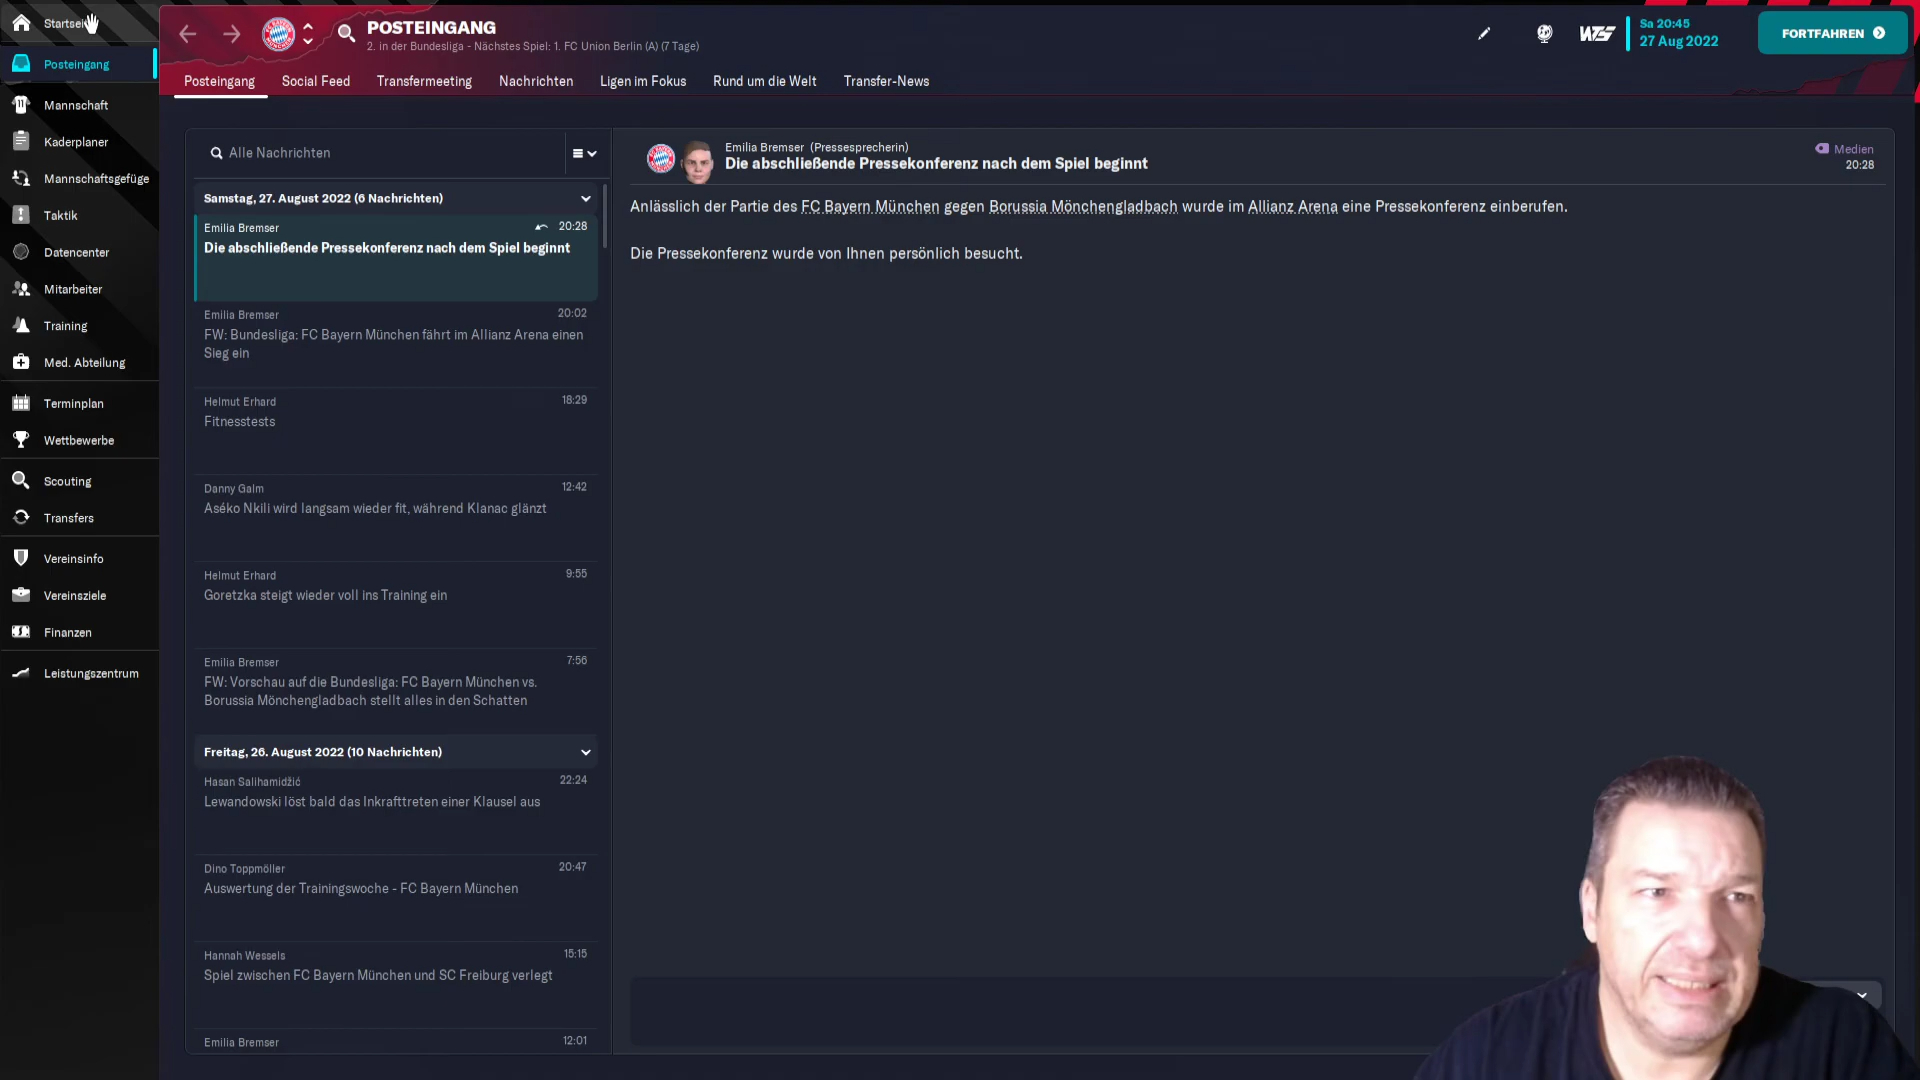 Startsei
Posteingang
Mannschaft
Kaderplaner
Mannschaftsgefüge
Taktik
Datencenter
Mitarbeiter
Training
Med. Abteilung
Terminplan
Wettbewerbe
Scouting
Transfers
Vereinsinfo
Vereinsziele
Finanzen
Leistungszentrum
POSTEINGANG
2. in der Bundesliga - Nächstes Spiel: 1. FC Union Berlin (A) (7 Tage)
Sa 20:45
27 Aug 2022
FORTFAHREN
Posteingang Social Feed Transfermeeting Nachrichten Ligen im Fokus Rund um die Welt Transfer-News
Alle Nachrichten
Samstag, 27. August 2022 (6 Nachrichten)
Emilia Bremser 20:28
Die abschließende Pressekonferenz nach dem Spiel beginnt
Emilia Bremser 20:02
FW: Bundesliga: FC Bayern München fährt im Allianz Arena einen
Sieg ein
Helmut Erhard 18:29
Fitnesstests
Danny Galm 12:42
Aséko Nkili wird langsam wieder fit, während Klanac glänzt
Helmut Erhard 9:55
Goretzka steigt wieder voll ins Training ein
Emilia Bremser 7:56
FW: Vorschau auf die Bundesliga: FC Bayern München vs.
Borussia Mönchengladbach stellt alles in den Schatten
Freitag, 26. August 2022 (10 Nachrichten)
Hasan Salihamidžić 22:24
Lewandowski löst bald das Inkrafttreten einer Klausel aus
Dino Toppmöller 20:47
Auswertung der Trainingswoche - FC Bayern München
Hannah Wessels 15:15
Spiel zwischen FC Bayern München und SC Freiburg verlegt
Emilia Bremser 12:01
Emilia Bremser (Pressesprecherin)
Die abschließende Pressekonferenz nach dem Spiel beginnt
Medien
20:28
Anlässlich der Partie des FC Bayern München gegen Borussia Mönchengladbach wurde im Allianz Arena eine Pressekonferenz einberufen.
Die Pressekonferenz wurde von Ihnen persönlich besucht.